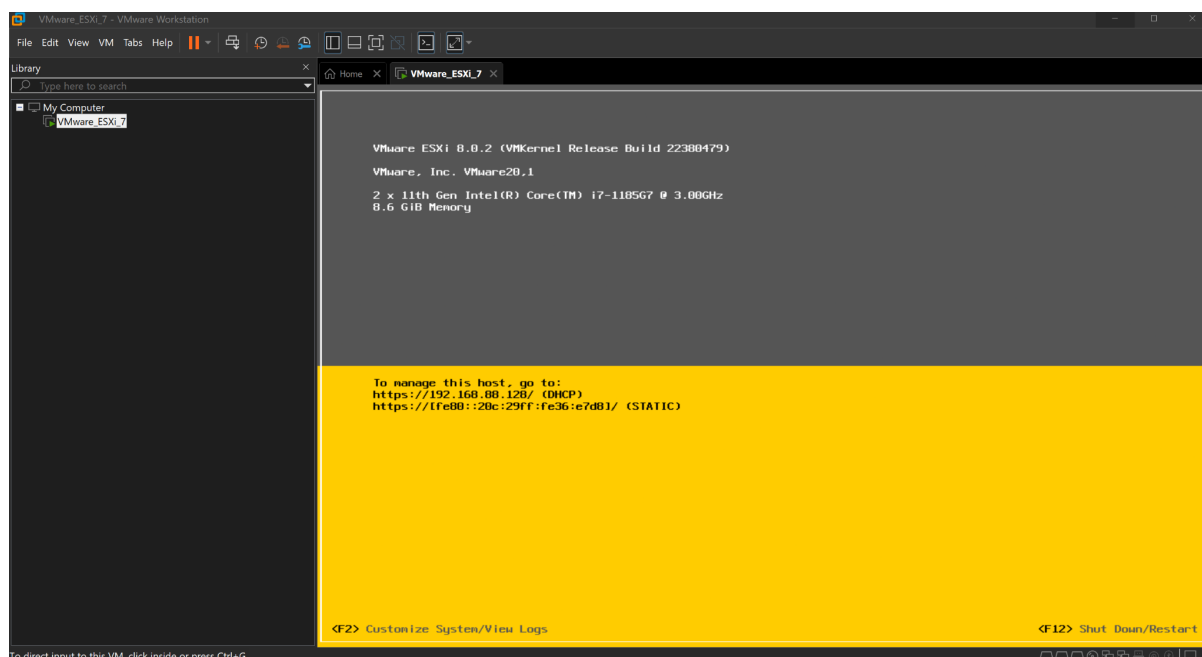 VMware_ESXi_7 - VMware Workstation
File Edit View VM Tabs Help
Library
Type here to search
My Computer
VMware_ESXi_7
Home
VMware_ESXi_7
VMware ESXi 8.0.2 (VMKernel Release Build 22380479)
VMware, Inc. VMware20,1
2 x 11th Gen Intel(R) Core(TM) i7-1185G7 @ 3.00GHz
8.6 GiB Memory
To manage this host, go to:
https://192.168.88.128/ (DHCP)
https://[fe80::20c:29ff:fe36:e7d8]/ (STATIC)
<F2> Customize System/View Logs
<F12> Shut Down/Restart
To direct input to this VM, click inside or press Ctrl+G.